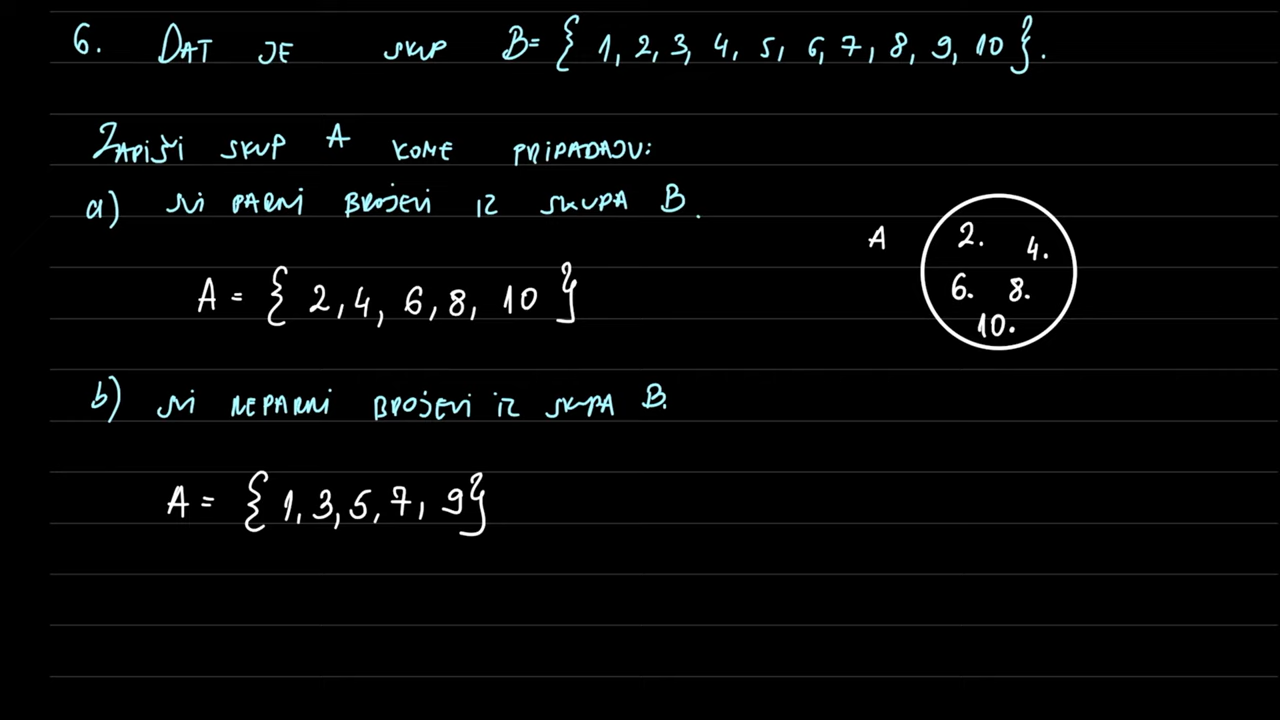 6. DAT JE SKUP B= { 1, 2, 3, 4, 5, 6, 7, 8, 9, 10 }.
ZAPIŠI SKUP A KOME PRIPADAJU:
a) SVI PARNI BROJEVI IZ SKUPA B.
A = { 2, 4, 6, 8, 10 }
A
2. 4.
6. 8.
10.
b) SVI NEPARNI BROJEVI IZ SKUPA B.
A = { 1, 3, 5, 7, 9 }